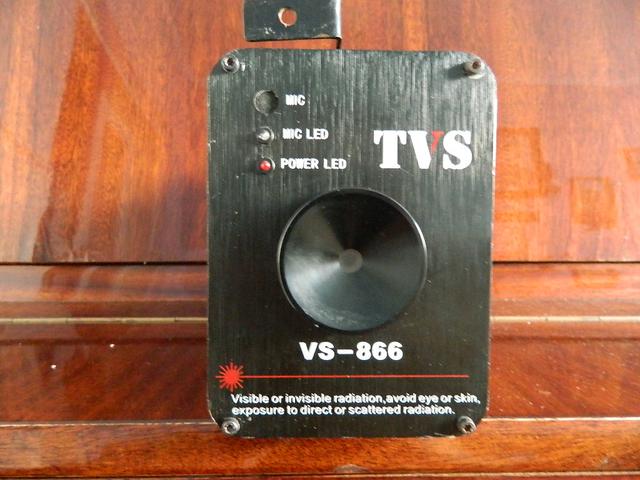 MIC
MIC LED
POWER LED
TVS
VS-866
Visible or invisible radiation,avoid eye or skin,
exposure to direct or scattered radiation.